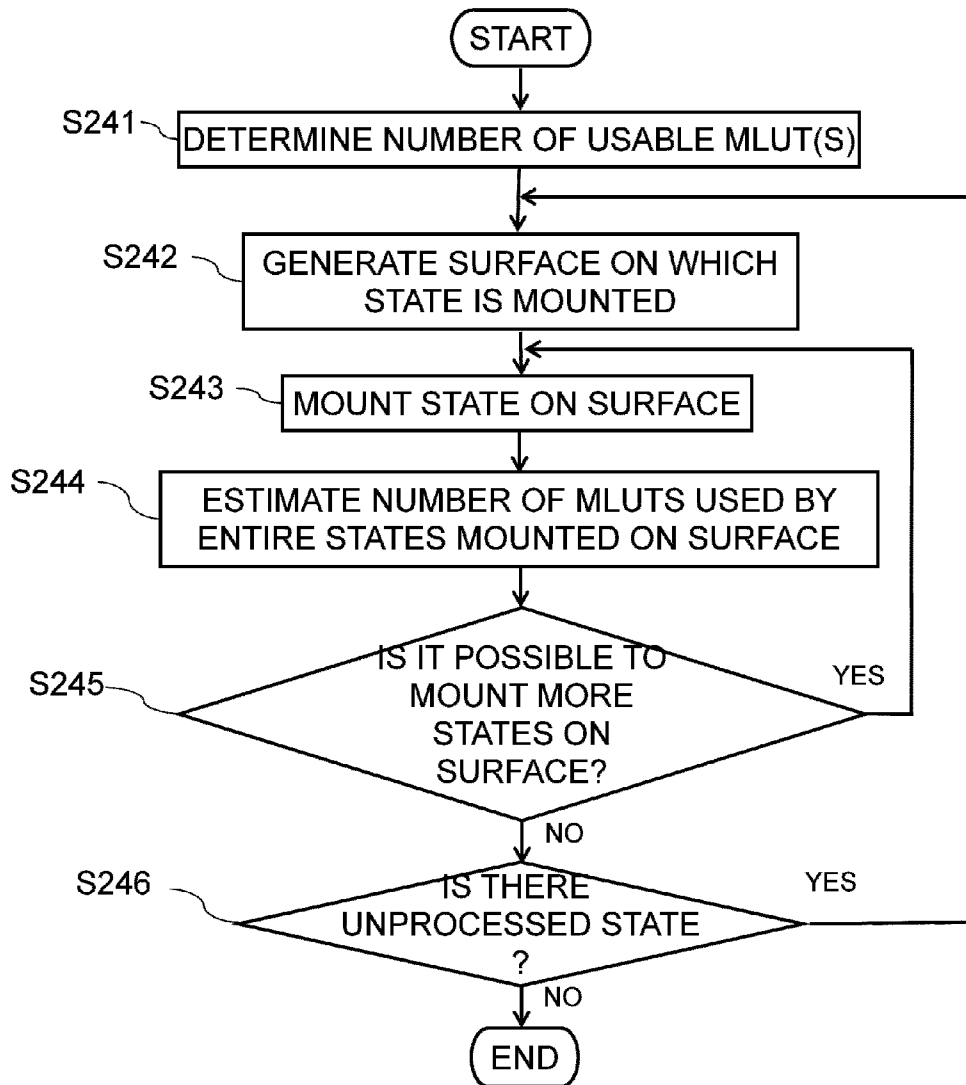 START
S241
DETERMINE NUMBER OF USABLE MLUT(S)
S242
GENERATE SURFACE ON WHICH
STATE IS MOUNTED
S243
MOUNT STATE ON SURFACE
S244
ESTIMATE NUMBER OF MLUTS USED BY
ENTIRE STATES MOUNTED ON SURFACE
S245
IS IT POSSIBLE TO
MOUNT MORE
STATES ON
SURFACE?
YES
NO
S246
IS THERE
UNPROCESSED STATE
?
YES
NO
END